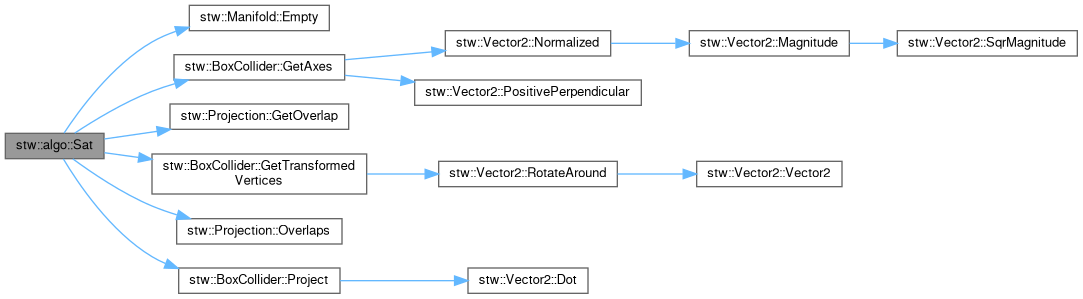 stw::Manifold::Empty
stw::Vector2::Normalized
stw::Vector2::Magnitude
stw::Vector2::SqrMagnitude
stw::BoxCollider::GetAxes
stw::Vector2::PositivePerpendicular
stw::Projection::GetOverlap
stw::algo::Sat
stw::BoxCollider::GetTransformed
Vertices
stw::Vector2::RotateAround
stw::Vector2::Vector2
stw::Projection::Overlaps
stw::BoxCollider::Project
stw::Vector2::Dot